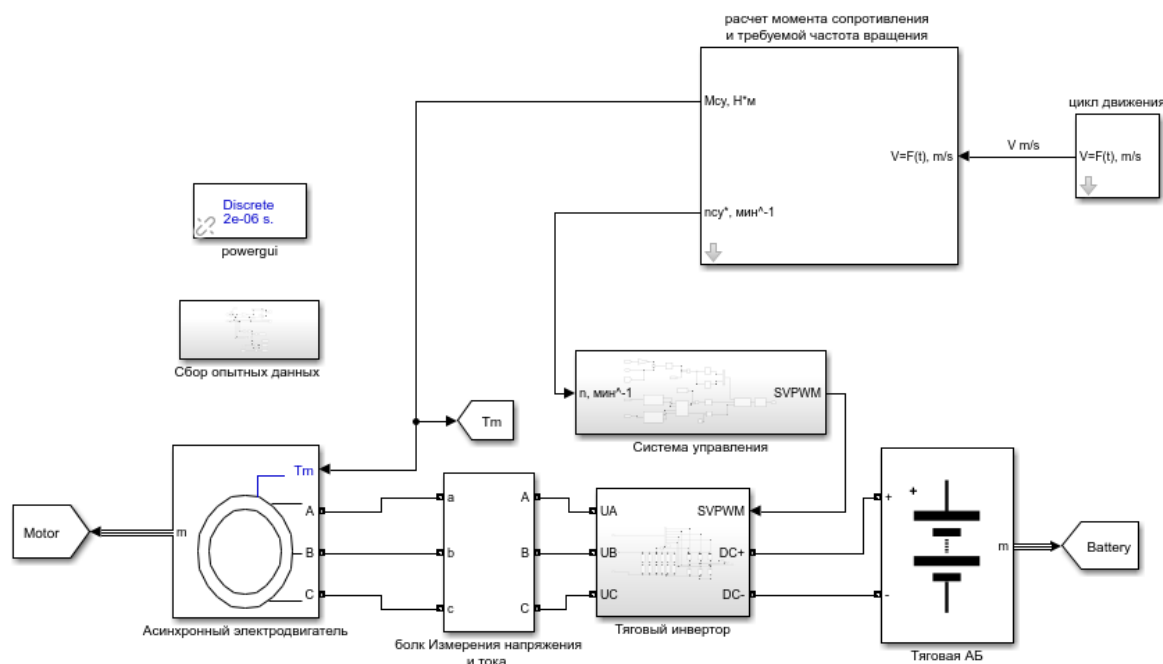 расчет момента сопротивления
и требуемой частота вращения
Мсу, Н*м
V=F(t), m/s
nсу*, мин^-1
V m/s
цикл движения
V=F(t), m/s
Discrete
2e-06 s.
powergui
Сбор опытных данных
n, мин^-1
SVPWM
Система управления
Tm
Motor
m
Tm
A
B
C
Асинхронный электродвигатель
a
b
c
A
B
C
болк Измерения напряжения
и тока
UA
UB
UC
SVPWM
DC+
DC-
Тяговый инвертор
+
+
-
m
Тяговая АБ
Battery